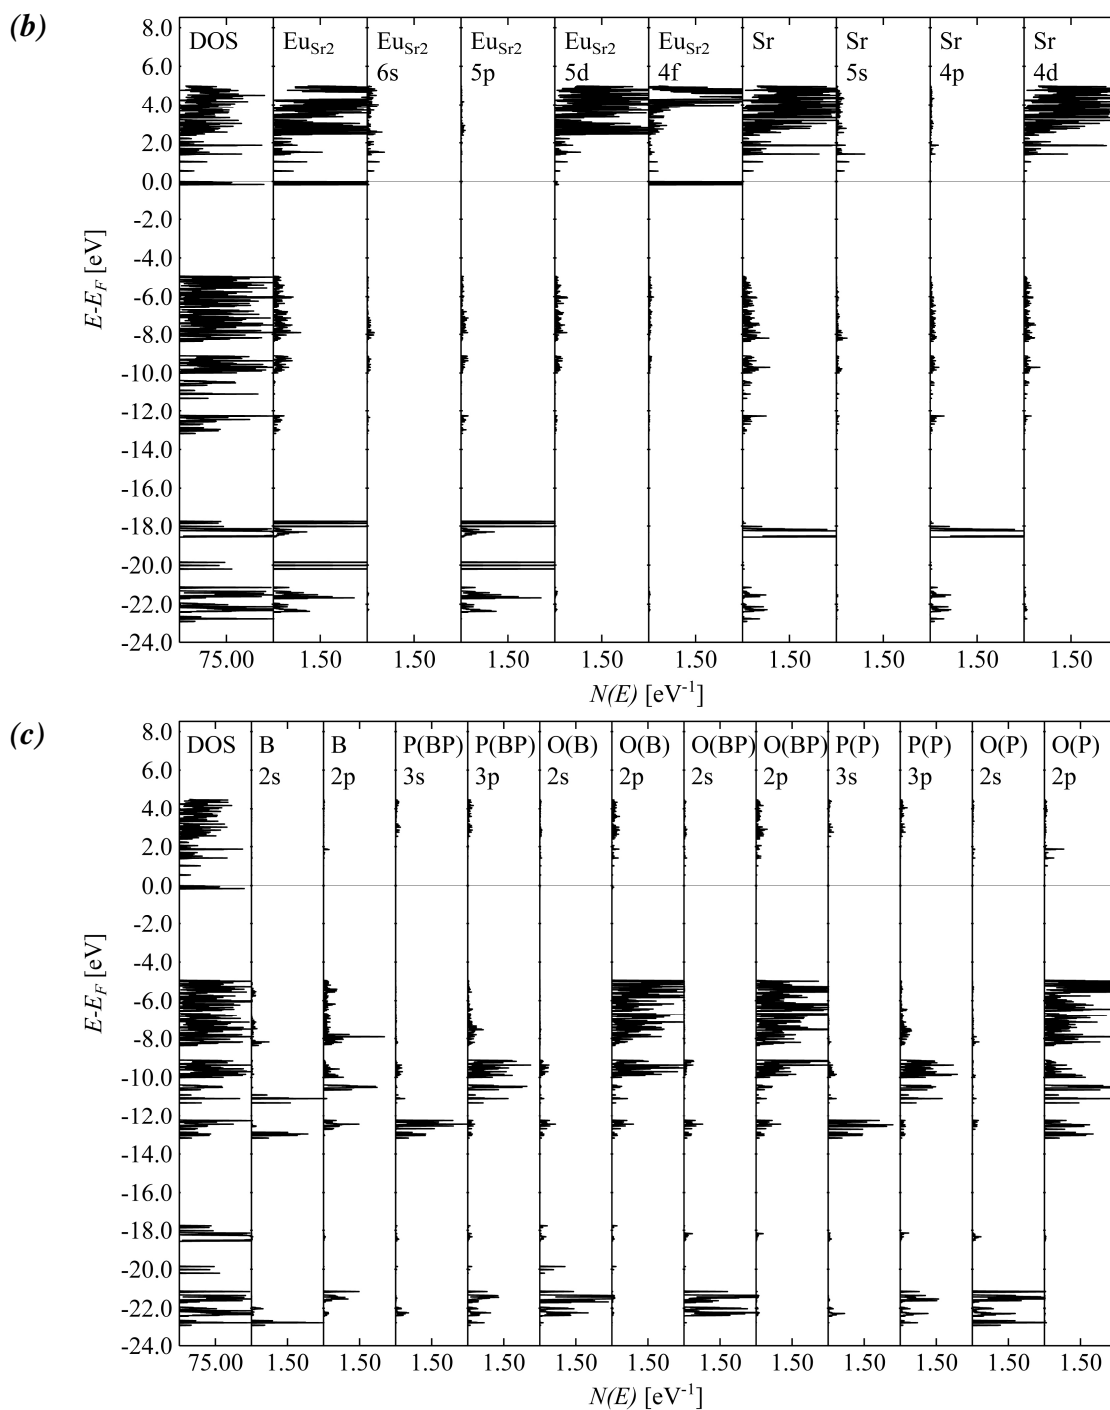 (b)
8.0
DOS Eu_Sr2 Eu_Sr2 Eu_Sr2 Eu_Sr2 Eu_Sr2 Sr Sr Sr Sr
6s 5p 5d 4f 5s 4p 4d
6.0
4.0
2.0
0.0
-2.0
-4.0
-6.0
-8.0
-10.0
-12.0
-14.0
-16.0
-18.0
-20.0
-22.0
-24.0
E-E_F [eV]
75.00 1.50 1.50 1.50 1.50 1.50 1.50 1.50 1.50 1.50
N(E) [eV⁻¹]
(c)
8.0
DOS B B P(BP) P(BP) O(B) O(B) O(BP) O(BP) P(P) P(P) O(P) O(P)
2s 2p 3s 3p 2s 2p 2s 2p 3s 3p 2s 2p
6.0
4.0
2.0
0.0
-2.0
-4.0
-6.0
-8.0
-10.0
-12.0
-14.0
-16.0
-18.0
-20.0
-22.0
-24.0
E-E_F [eV]
75.00 1.50 1.50 1.50 1.50 1.50 1.50 1.50 1.50 1.50 1.50 1.50 1.50
N(E) [eV⁻¹]